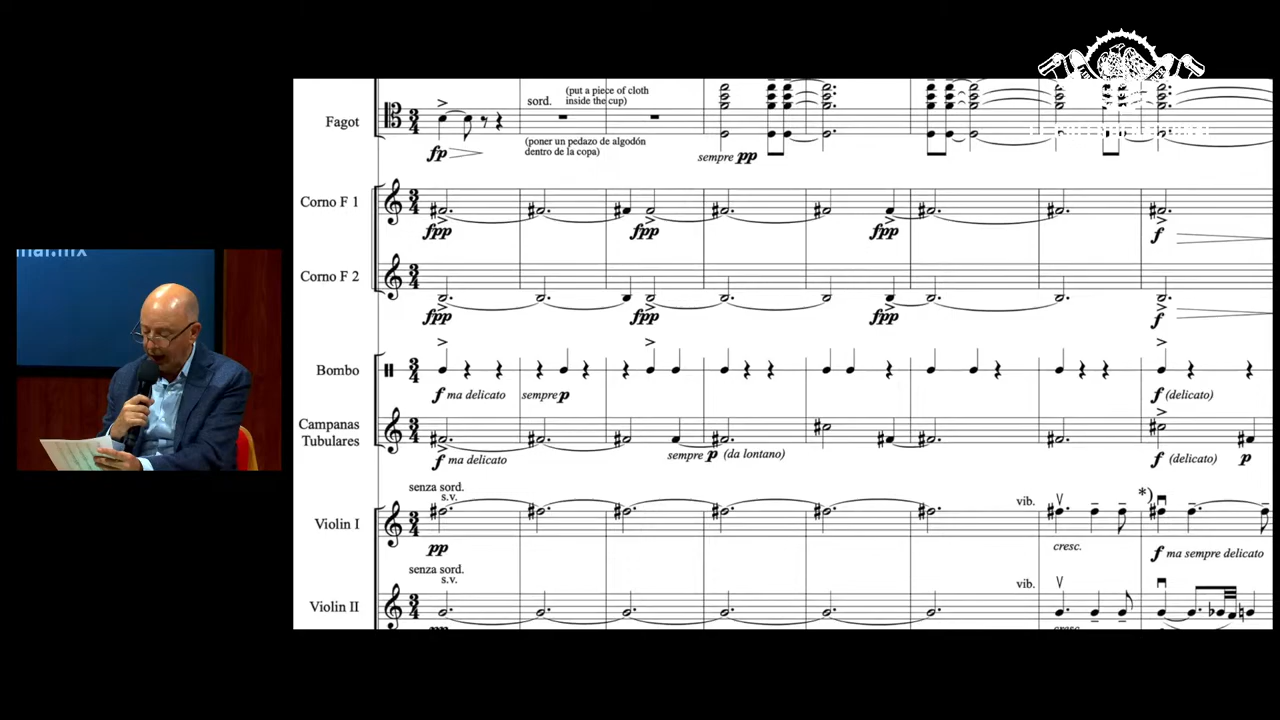 nal.mx
(put a piece of cloth
sord. inside the cup)
Fagot
(poner un pedazo de algodón
dentro de la copa)
fp
sempre pp
Corno F 1
fpp fpp fpp f
Corno F 2
fpp fpp fpp f
Bombo
f ma delicato sempre p f (delicato)
Campanas
Tubulares
f ma delicato sempre p (da lontano) f (delicato) p
senza sord.
s.v.
vib. *)
Violin I
pp cresc. f ma sempre delicato
senza sord.
s.v.
vib.
Violin II